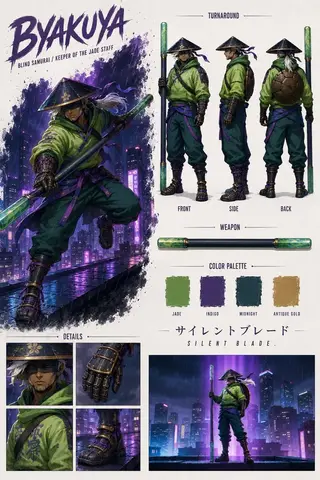 BYAKUYA
BLIND SAMURAI / KEEPER OF THE JADE STAFF
TURNAROUND
FRONT
SIDE
BACK
WEAPON
COLOR PALETTE
JADE
INDIGO
MIDNIGHT
ANTIQUE GOLD
サイレントブレード
SILENT BLADE.
DETAILS